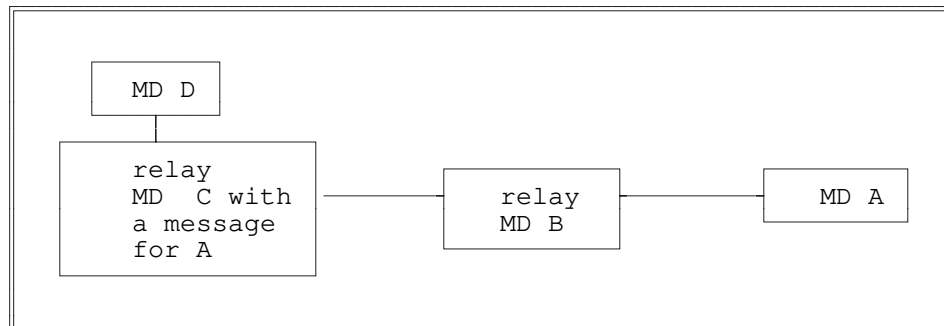 MD D
relay
MD C with
a message
for A
relay
MD B
MD A